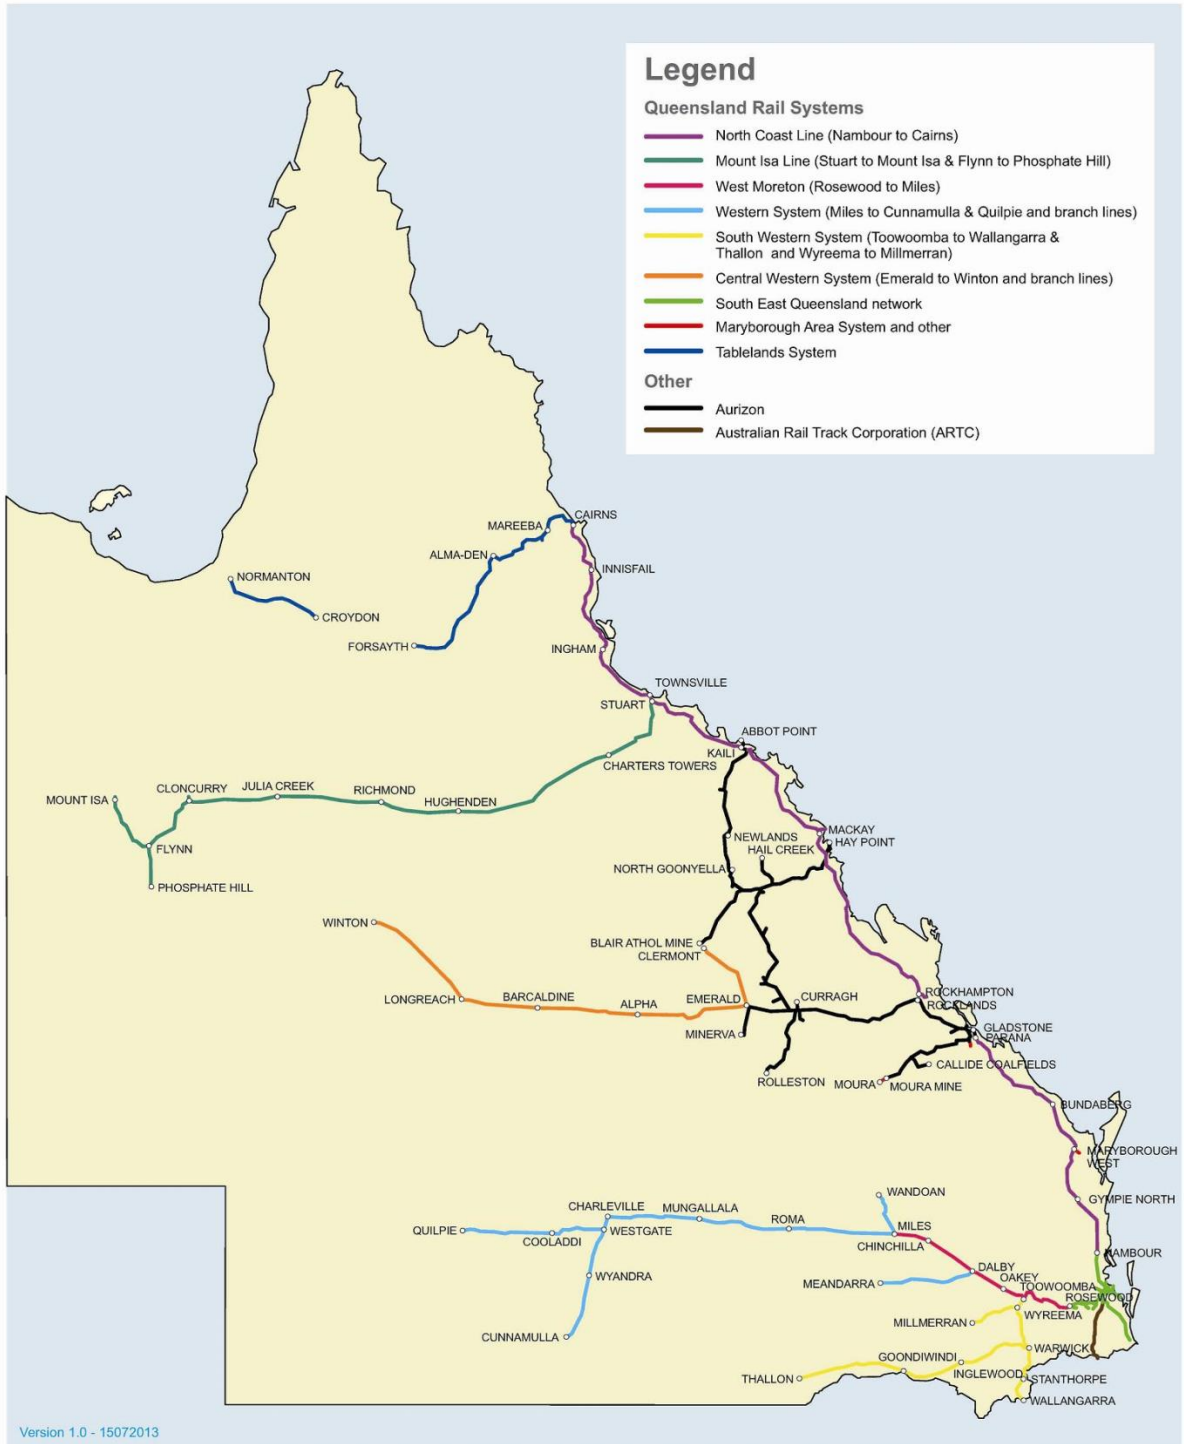 Legend
Queensland Rail Systems
North Coast Line (Nambour to Cairns)
Mount Isa Line (Stuart to Mount Isa & Flynn to Phosphate Hill)
West Moreton (Rosewood to Miles)
Western System (Miles to Cunnamulla & Quilpie and branch lines)
South Western System (Toowoomba to Wallangarra &
Thallon and Wyreema to Millmerran)
Central Western System (Emerald to Winton and branch lines)
South East Queensland network
Maryborough Area System and other
Tablelands System
Other
Aurizon
Australian Rail Track Corporation (ARTC)
CAIRNS
MAREEBA
ALMA-DEN
INNISFAIL
NORMANTON
CROYDON
FORSAYTH
INGHAM
TOWNSVILLE
STUART
ABBOT POINT
KAILI
CHARTERS TOWERS
MOUNT ISA
CLONCURRY
JULIA CREEK
RICHMOND
HUGHENDEN
FLYNN
PHOSPHATE HILL
MACKAY
HAY POINT
NEWLANDS
HAIL CREEK
NORTH GOONYELLA
WINTON
BLAIR ATHOL MINE
CLERMONT
LONGREACH
BARCALDINE
ALPHA
EMERALD
CURRAGH
ROCKHAMPTON
ROCKLANDS
MINERVA
GLADSTONE
PARANA
CALLIDE COALFIELDS
ROLLESTON
MOURA
MOURA MINE
BUNDABERG
MARYBOROUGH
WEST
WANDOAN
GYMPIE NORTH
CHARLEVILLE
MUNGALLALA
ROMA
MILES
QUILPIE
COOLADDI
WESTGATE
CHINCHILLA
NAMBOUR
WYANDRA
MEANDARRA
DALBY
OAKEY
TOOWOOMBA
ROSEWOOD
WYREEMA
MILLMERRAN
CUNNAMULLA
WARWICK
GOONDIWINDI
INGLEWOOD
THALLON
STANTHORPE
WALLANGARRA
Version 1.0 - 15072013